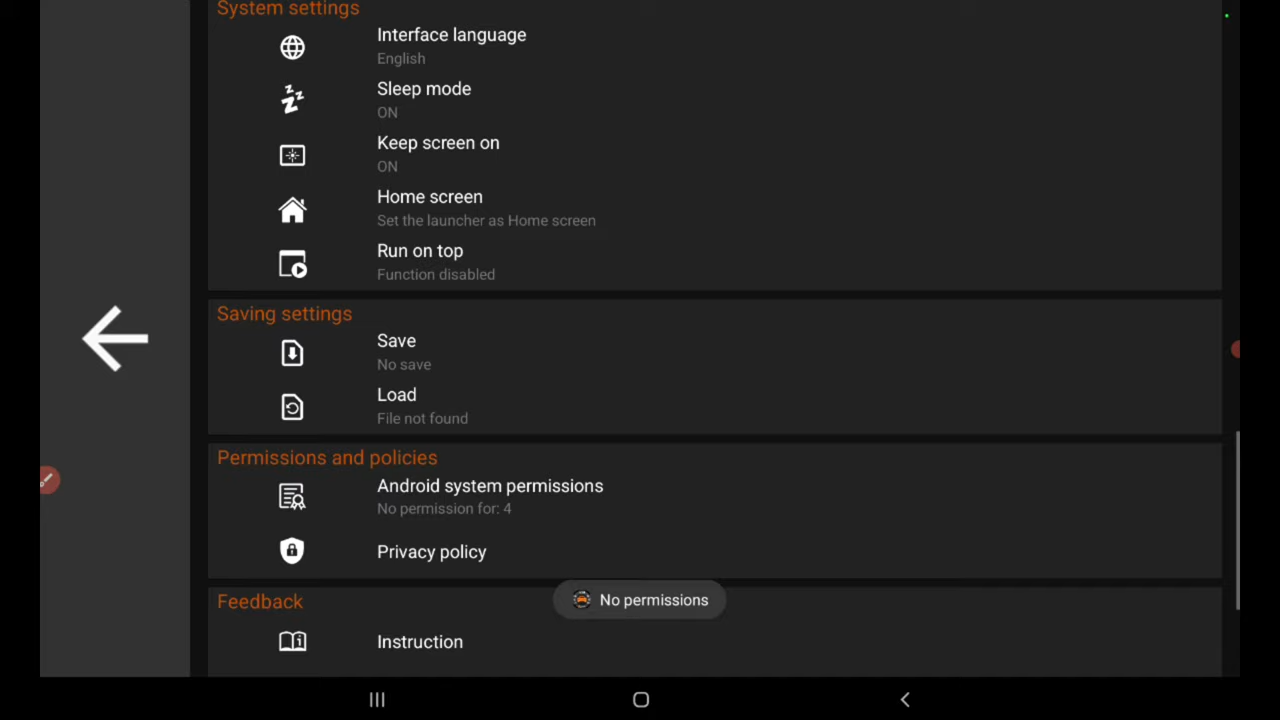 System settings
Interface language
English
Sleep mode
ON
Keep screen on
ON
Home screen
Set the launcher as Home screen
Run on top
Function disabled
Saving settings
Save
No save
Load
File not found
Permissions and policies
Android system permissions
No permission for: 4
Privacy policy
Feedback
No permissions
Instruction